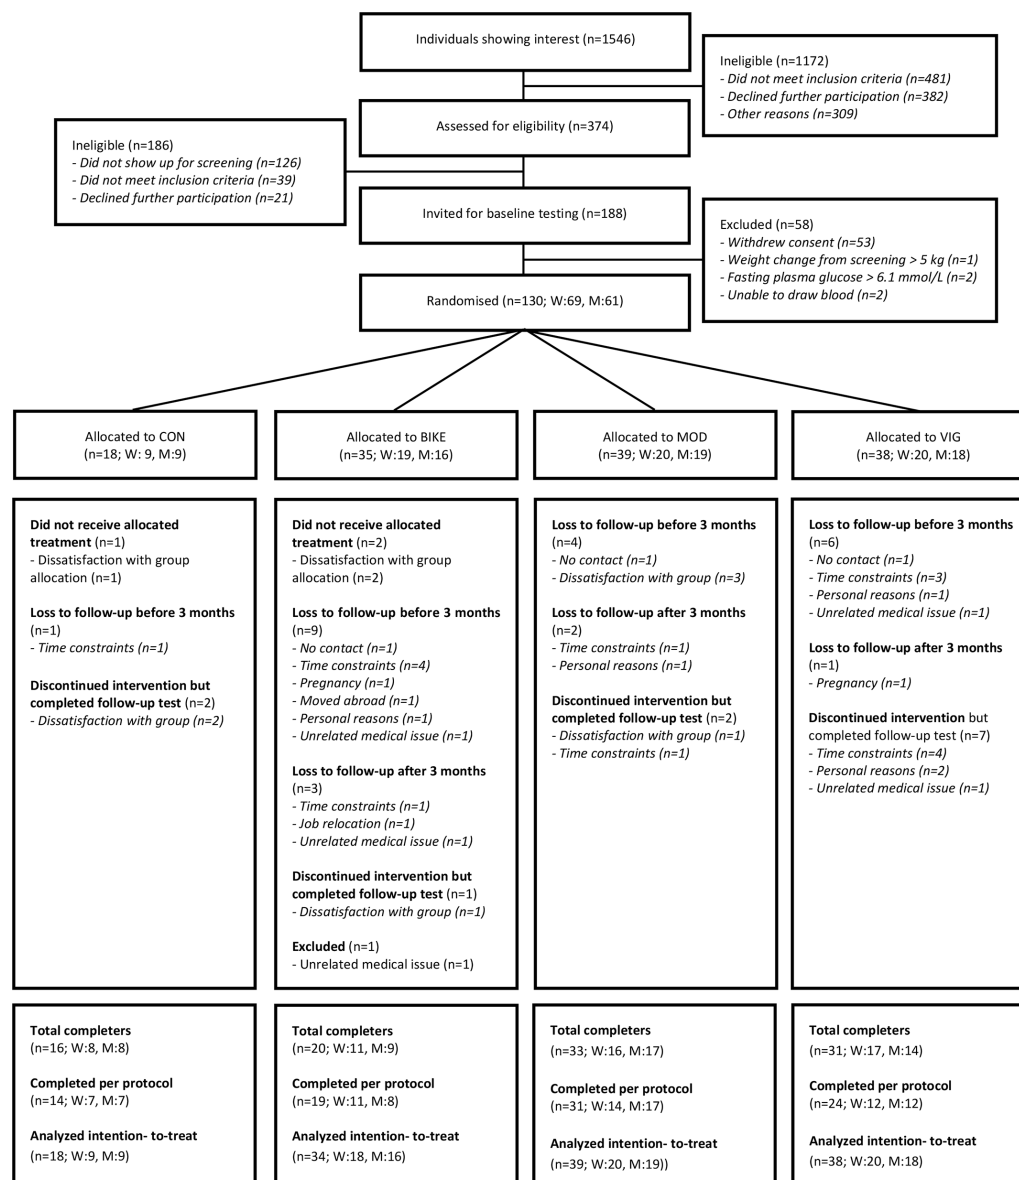 Individuals showing interest (n=1546)
Ineligible (n=1172)
- Did not meet inclusion criteria (n=481)
- Declined further participation (n=382)
- Other reasons (n=309)
Assessed for eligibility (n=374)
Ineligible (n=186)
- Did not show up for screening (n=126)
- Did not meet inclusion criteria (n=39)
- Declined further participation (n=21)
Invited for baseline testing (n=188)
Excluded (n=58)
- Withdrew consent (n=53)
- Weight change from screening > 5 kg (n=1)
- Fasting plasma glucose > 6.1 mmol/L (n=2)
- Unable to draw blood (n=2)
Randomised (n=130; W:69, M:61)
Allocated to CON
(n=18; W: 9, M:9)
Allocated to BIKE
(n=35; W:19, M:16)
Allocated to MOD
(n=39; W:20, M:19)
Allocated to VIG
(n=38; W:20, M:18)
Did not receive allocated
treatment (n=1)
- Dissatisfaction with group
allocation (n=1)
Loss to follow-up before 3 months
(n=1)
- Time constraints (n=1)
Discontinued intervention but
completed follow-up test (n=2)
- Dissatisfaction with group (n=2)
Did not receive allocated
treatment (n=2)
- Dissatisfaction with group
allocation (n=2)
Loss to follow-up before 3 months
(n=9)
- No contact (n=1)
- Time constraints (n=4)
- Pregnancy (n=1)
- Moved abroad (n=1)
- Personal reasons (n=1)
- Unrelated medical issue (n=1)
Loss to follow-up after 3 months
(n=3)
- Time constraints (n=1)
- Job relocation (n=1)
- Unrelated medical issue (n=1)
Discontinued intervention but
completed follow-up test (n=1)
- Dissatisfaction with group (n=1)
Excluded (n=1)
- Unrelated medical issue (n=1)
Loss to follow-up before 3 months
(n=4)
- No contact (n=1)
- Dissatisfaction with group (n=3)
Loss to follow-up after 3 months
(n=2)
- Time constraints (n=1)
- Personal reasons (n=1)
Discontinued intervention but
completed follow-up test (n=2)
- Dissatisfaction with group (n=1)
- Time constraints (n=1)
Loss to follow-up before 3 months
(n=6)
- No contact (n=1)
- Time constraints (n=3)
- Personal reasons (n=1)
- Unrelated medical issue (n=1)
Loss to follow-up after 3 months
(n=1)
- Pregnancy (n=1)
Discontinued intervention but
completed follow-up test (n=7)
- Time constraints (n=4)
- Personal reasons (n=2)
- Unrelated medical issue (n=1)
Total completers
(n=16; W:8, M:8)
Completed per protocol
(n=14; W:7, M:7)
Analyzed intention- to-treat
(n=18; W:9, M:9)
Total completers
(n=20; W:11, M:9)
Completed per protocol
(n=19; W:11, M:8)
Analyzed intention- to-treat
(n=34; W:18, M:16)
Total completers
(n=33; W:16, M:17)
Completed per protocol
(n=31; W:14, M:17)
Analyzed intention- to-treat
(n=39; W:20, M:19))
Total completers
(n=31; W:17, M:14)
Completed per protocol
(n=24; W:12, M:12)
Analyzed intention- to-treat
(n=38; W:20, M:18)